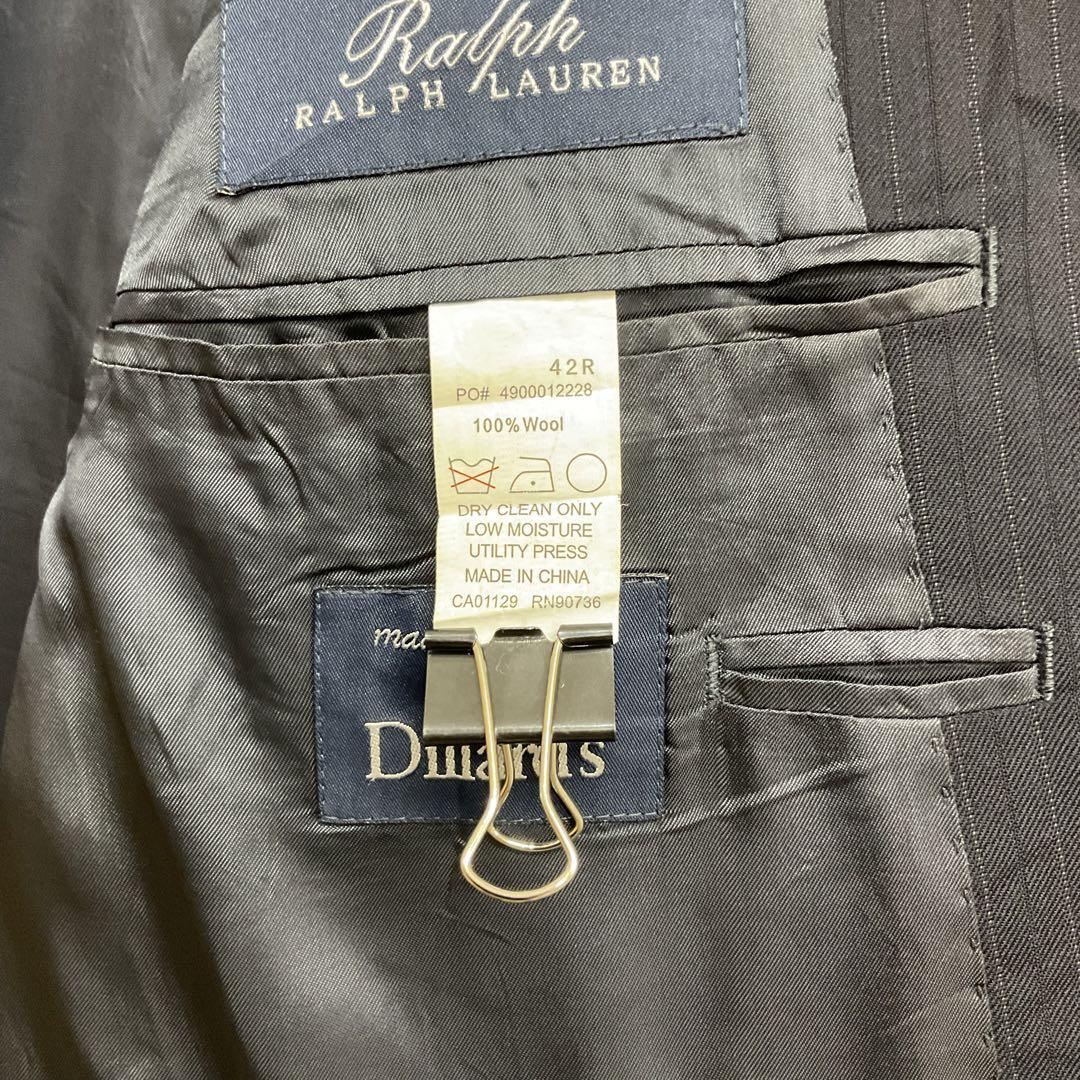 Ralph
RALPH LAUREN
42R
PO# 4900012228
100% Wool
DRY CLEAN ONLY
LOW MOISTURE
UTILITY PRESS
MADE IN CHINA
CA01129 RN90736
Dillard's